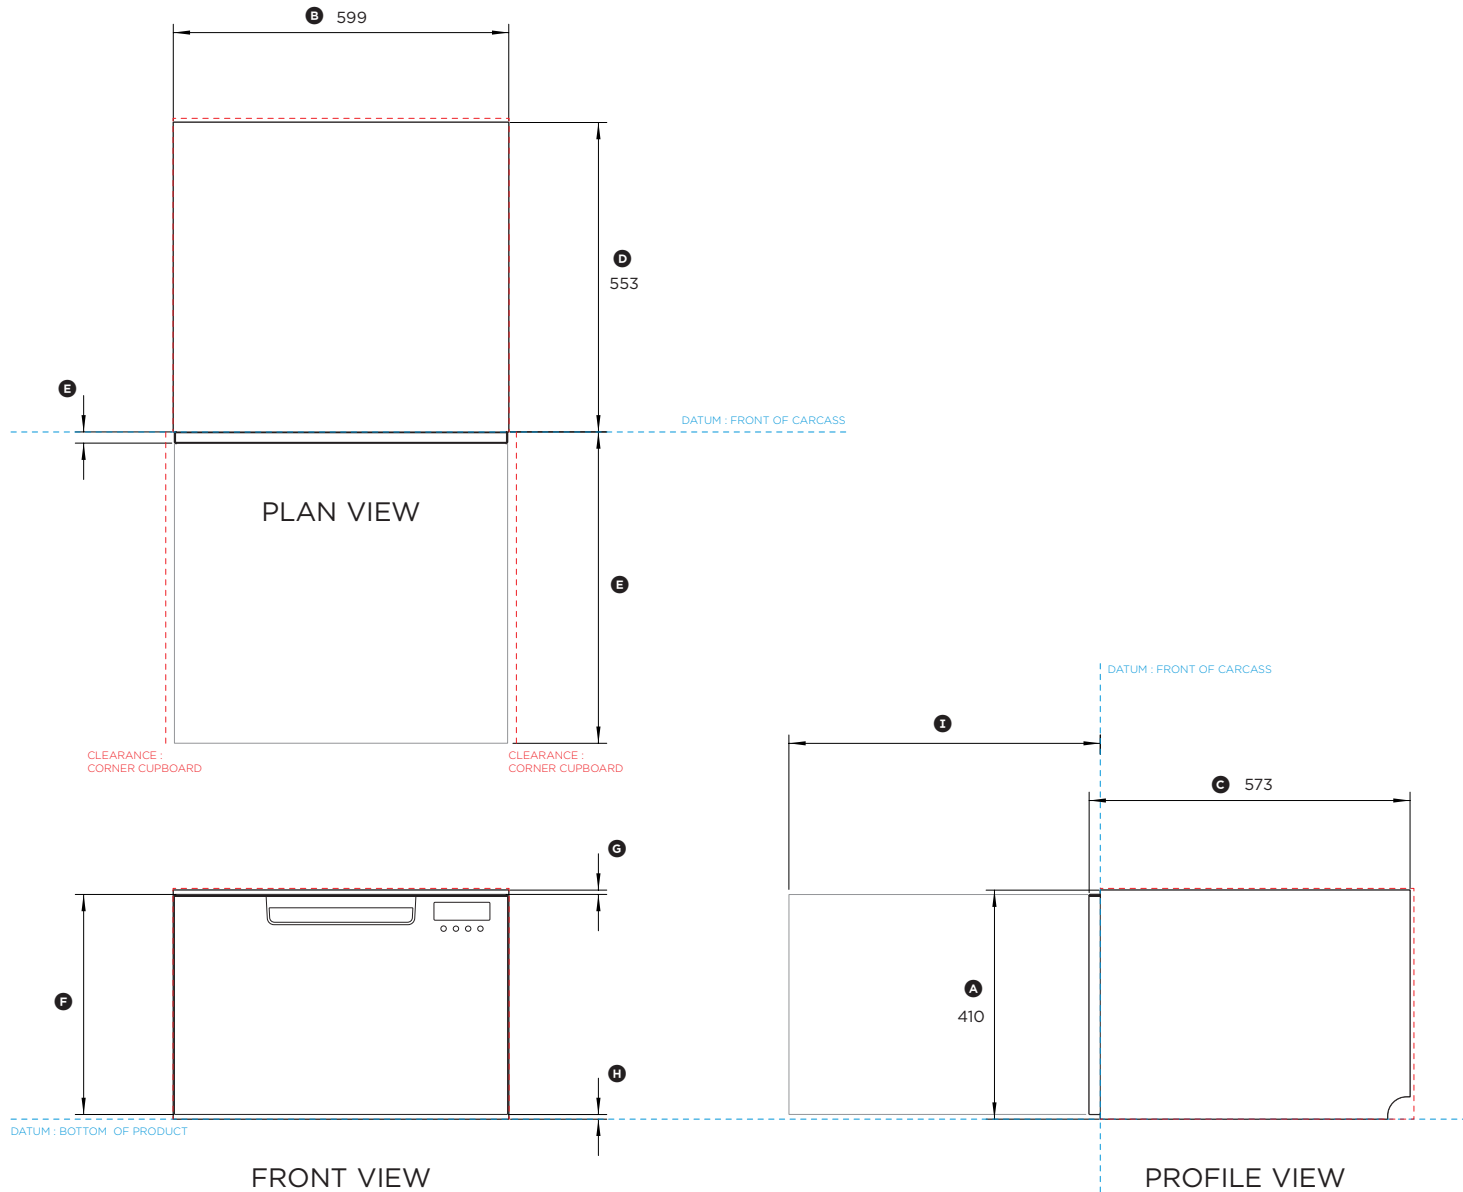 B 599
D
553
E
DATUM : FRONT OF CARCASS
PLAN VIEW
E
DATUM : FRONT OF CARCASS
I
CLEARANCE :
CORNER CUPBOARD
CLEARANCE :
CORNER CUPBOARD
C 573
G
F
A
410
H
DATUM : BOTTOM OF PRODUCT
FRONT VIEW
PROFILE VIEW